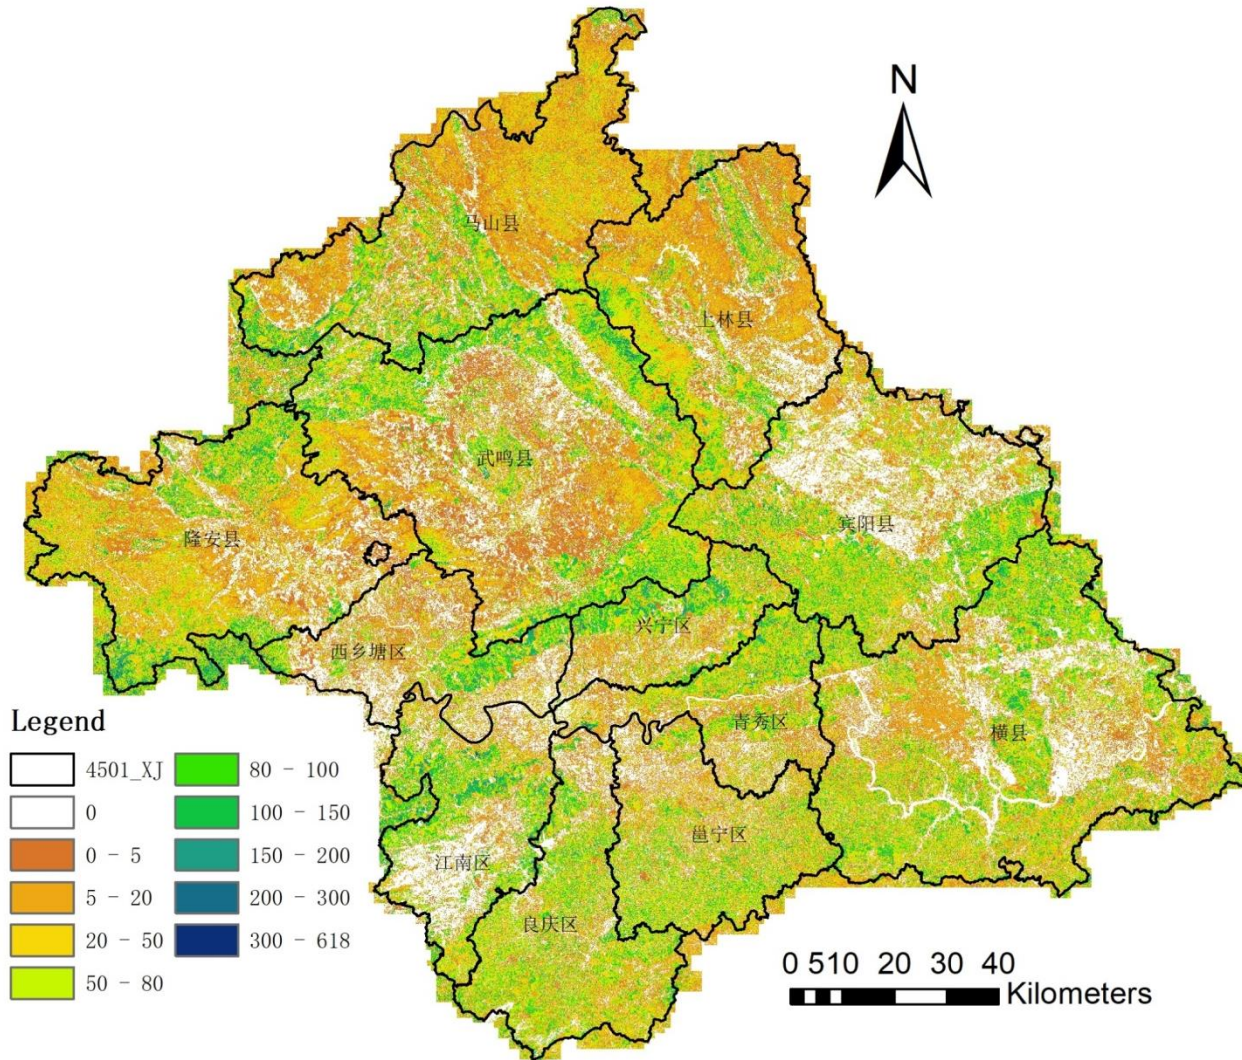 N
马山县
上林县
武鸣县
宾阳县
隆安县
兴宁区
西乡塘区
青秀区
横县
邕宁区
江南区
良庆区
Legend
4501_XJ
0
0 - 5
5 - 20
20 - 50
50 - 80
80 - 100
100 - 150
150 - 200
200 - 300
300 - 618
0 510 20 30 40
Kilometers